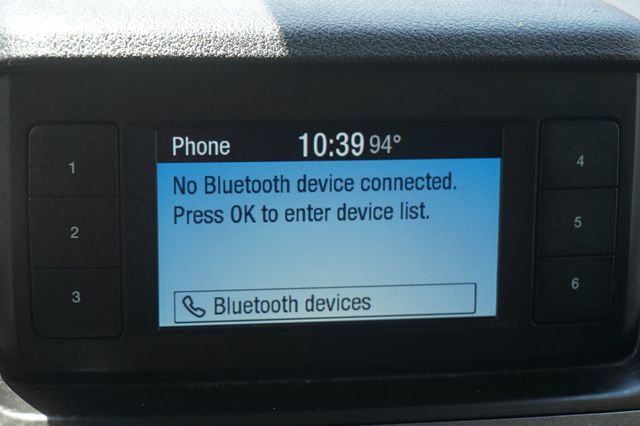 Phone 10:39 94°
No Bluetooth device connected.
Press OK to enter device list.
Bluetooth devices
1
2
3
4
5
6